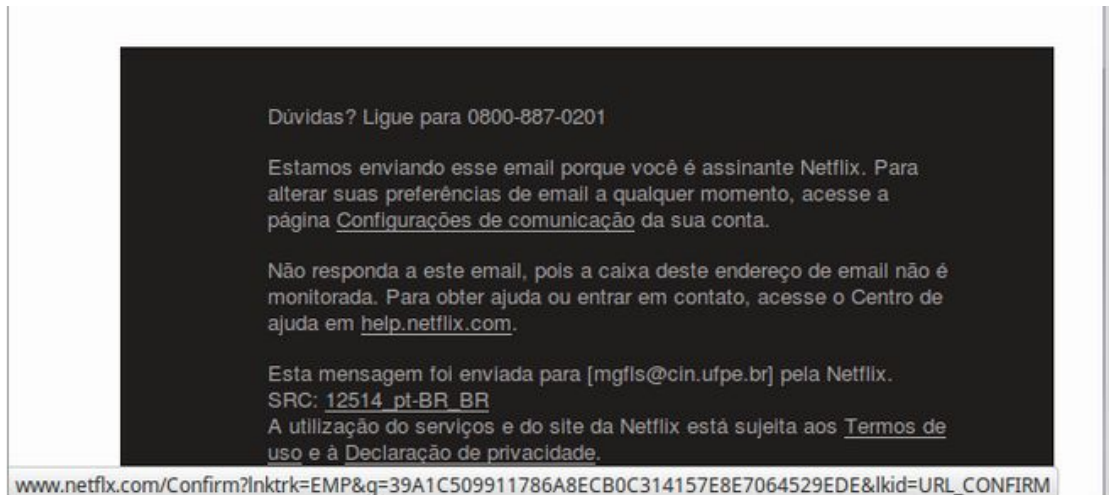 Dúvidas? Ligue para 0800-887-0201
Estamos enviando esse email porque você é assinante Netflix. Para
alterar suas preferências de email a qualquer momento, acesse a
página Configurações de comunicação da sua conta.
Não responda a este email, pois a caixa deste endereço de email não é
monitorada. Para obter ajuda ou entrar em contato, acesse o Centro de
ajuda em help.netflix.com.
Esta mensagem foi enviada para [mgfls@cin.ufpe.br] pela Netflix.
SRC: 12514_pt-BR_BR
A utilização do serviços e do site da Netflix está sujeita aos Termos de
uso e à Declaração de privacidade.
www.netflx.com/Confirm?lnktrk=EMP&g=39A1C509911786A8ECB0C314157E8E7064529EDE&lkid=URL_CONFIRM